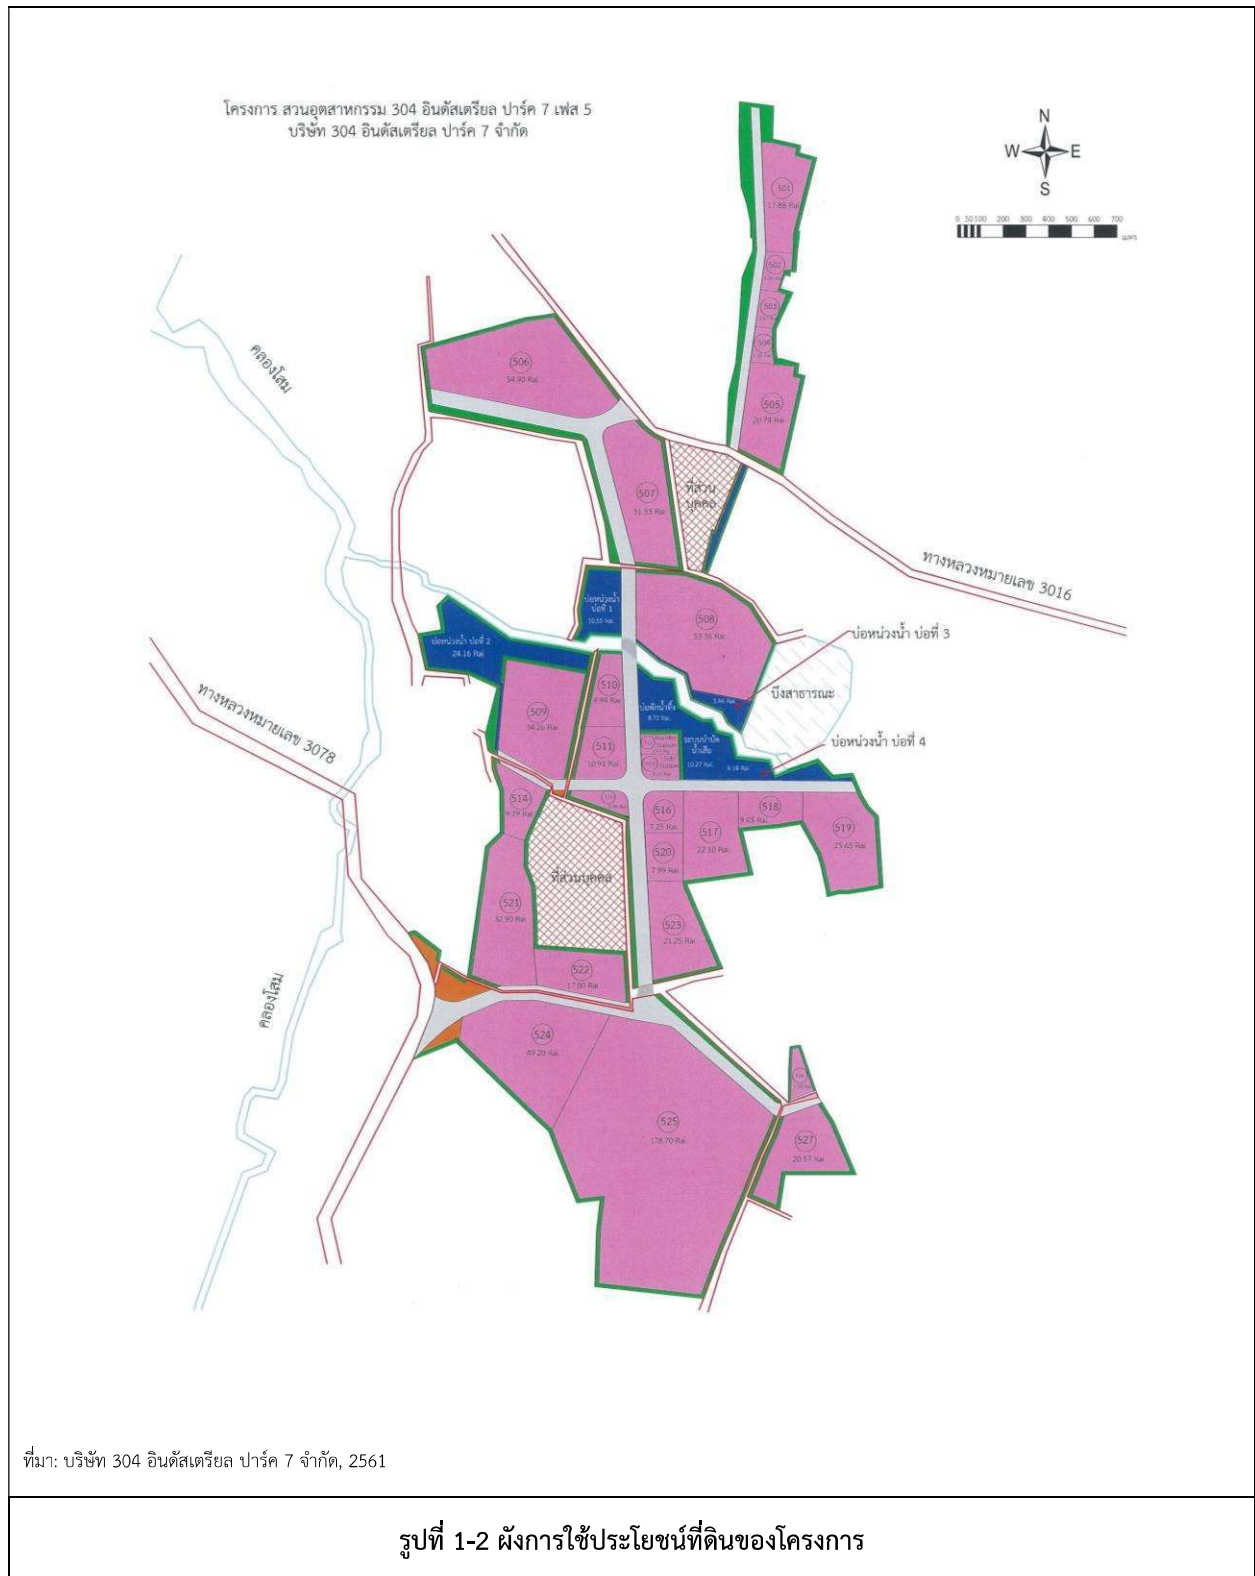 โครงการ สวนอุตสาหกรรม 304 อินดัสเตรียล ปาร์ค 7 เฟส 5
บริษัท 304 อินดัสเตรียล ปาร์ค 7 จำกัด
N
W E
S
0 50 100 200 300 400 500 600 700
เมตร
501
17.88 Rai.
502
503
504
505
20.74 Rai.
506
54.90 Rai.
คลองโสม
507
31.55 Rai.
ที่ส่วน
บุคคล
ทางหลวงหมายเลข 3016
บ่อหน่วงน้ำ
บ่อที่ 1
10.55 Rai.
508
53.56 Rai.
บ่อหน่วงน้ำ บ่อที่ 3
บ่อหน่วงน้ำ บ่อที่ 2
24.16 Rai.
บึงสาธารณะ
510
9.94 Rai.
509
34.26 Rai.
บ่อพักน้ำทิ้ง
8.72 Rai.
ทางหลวงหมายเลข 3078
ระบบบำบัด
น้ำเสีย
10.27 Rai.
9.14 Rai.
บ่อหน่วงน้ำ บ่อที่ 4
511
10.91 Rai.
514
9.79 Rai.
516
7.25 Rai.
517
22.10 Rai.
518
9.45 Rai.
519
25.65 Rai.
520
7.99 Rai.
ที่ส่วนบุคคล
521
32.90 Rai.
523
21.25 Rai.
522
17.00 Rai.
คลองโสม
524
49.20 Rai.
525
178.70 Rai.
527
20.57 Rai.
ที่มา: บริษัท 304 อินดัสเตรียล ปาร์ค 7 จำกัด, 2561
รูปที่ 1-2 ผังการใช้ประโยชน์ที่ดินของโครงการ